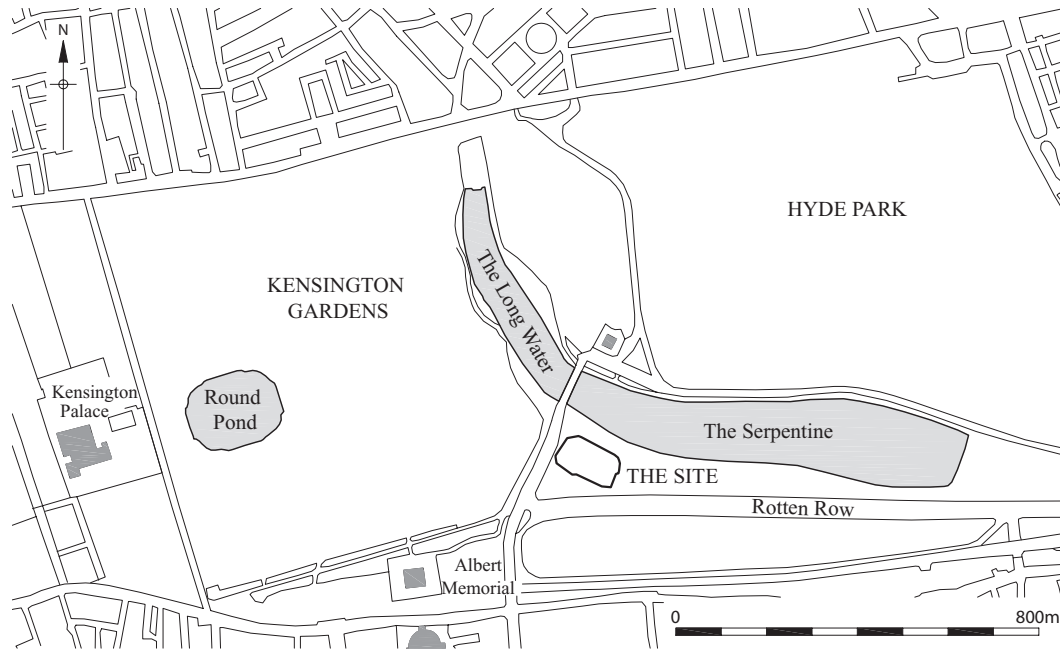 N
HYDE PARK
KENSINGTON
GARDENS
The Long Water
Kensington
Palace
Round
Pond
The Serpentine
THE SITE
Rotten Row
Albert
Memorial
0
800m